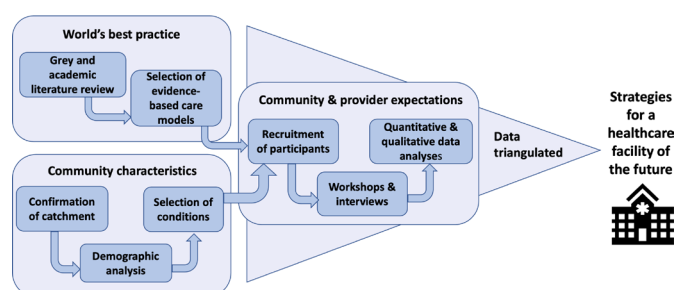 World's best practice
Grey and
academic
literature review
Selection of
evidence-
based care
models
Community characteristics
Confirmation
of catchment
Demographic
analysis
Selection of
conditions
Community & provider expectations
Recruitment
of participants
Workshops &
interviews
Quantitative &
qualitative data
analyses
Data
triangulated
Strategies
for a
healthcare
facility of
the future